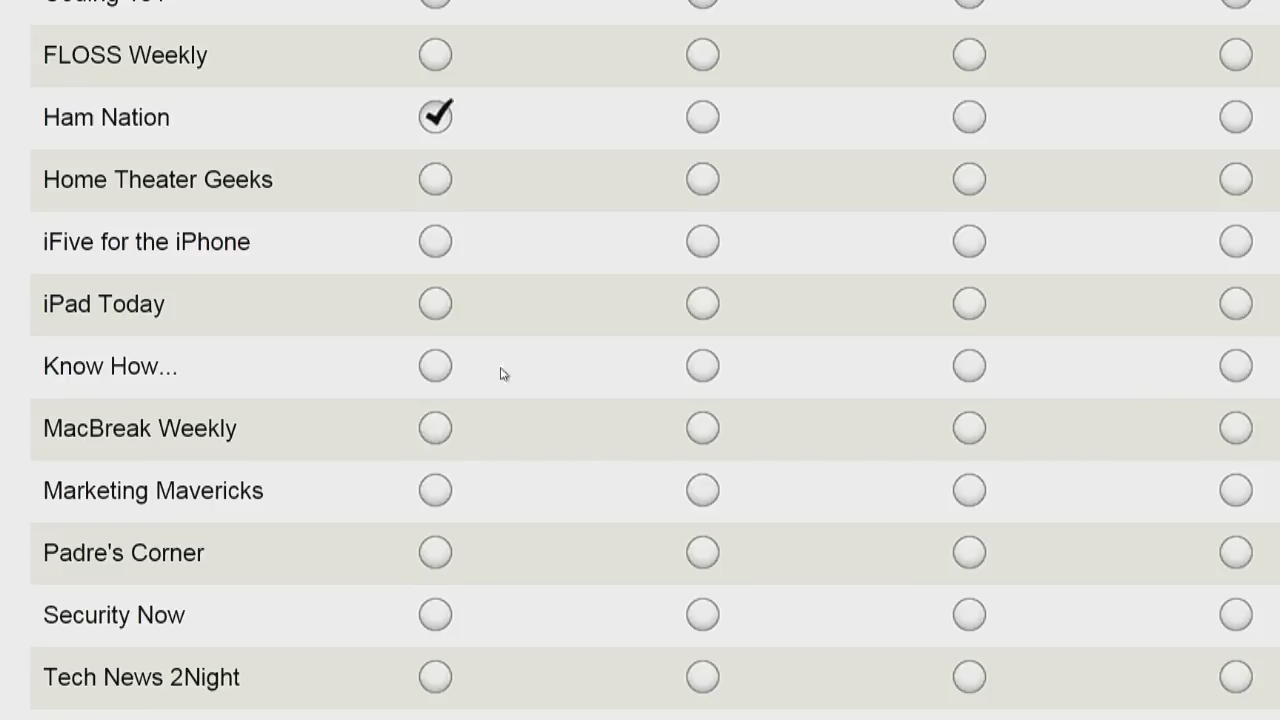 FLOSS Weekly
Ham Nation
Home Theater Geeks
iFive for the iPhone
iPad Today
Know How...
MacBreak Weekly
Marketing Mavericks
Padre's Corner
Security Now
Tech News 2Night